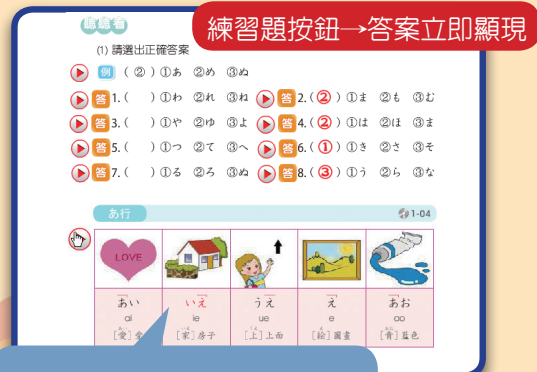 練習題按鈕→答案立即顯現
聽聽看
(1) 請選出正確答案
例 ( ② ) ①あ ②め ③ぬ
答 1. ( ) ①わ ②れ ③ね 答 2. ( ② ) ①ま ②も ③む
答 3. ( ) ①や ②ゆ ③よ 答 4. ( ② ) ①は ②ほ ③ま
答 5. ( ) ①つ ②て ③へ 答 6. ( ① ) ①き ②さ ③そ
答 7. ( ) ①る ②ろ ③ぬ 答 8. ( ③ ) ①う ②ら ③な
あ行 1-04
LOVE
あい いえ うえ え あお
ai ie ue e ao
[愛] [家] 房子 [上] 上面 [絵] 圖畫 [青] 藍色